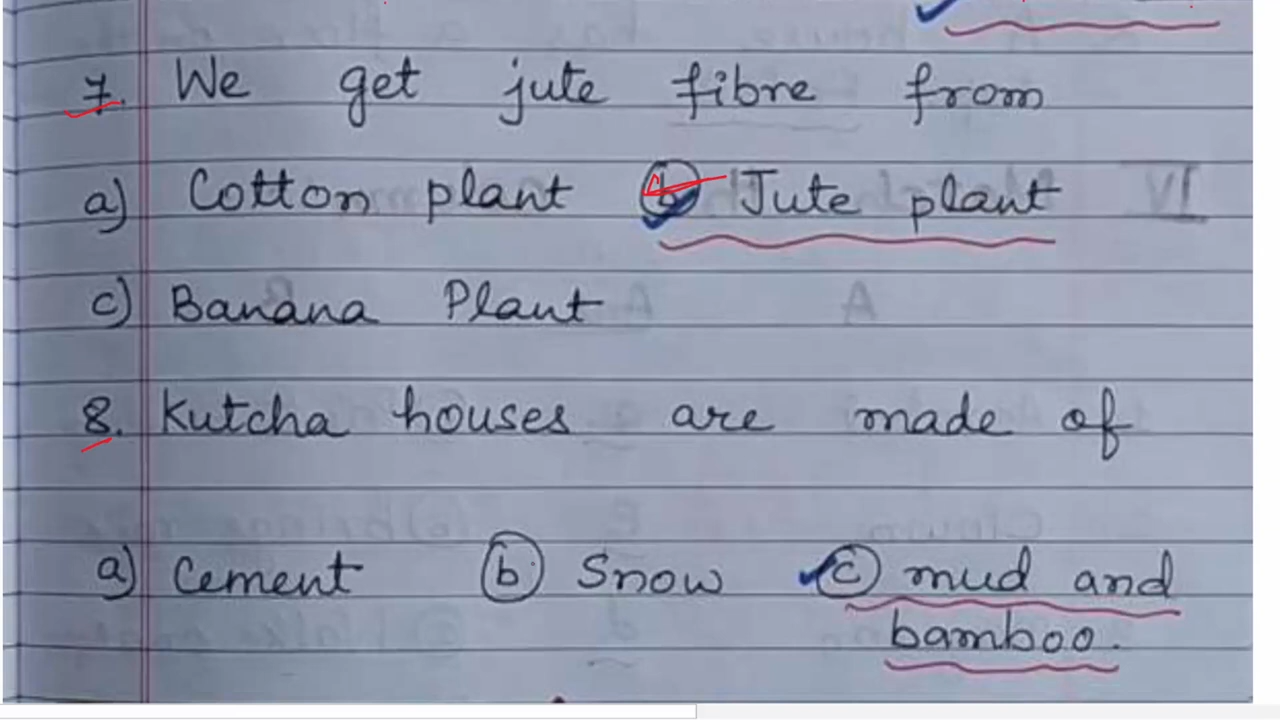 7. We get jute fibre from
a) Cotton plant (b) Jute plant
c) Banana Plant
8. Kutcha houses are made of
a) Cement (b) Snow (c) mud and
bamboo.